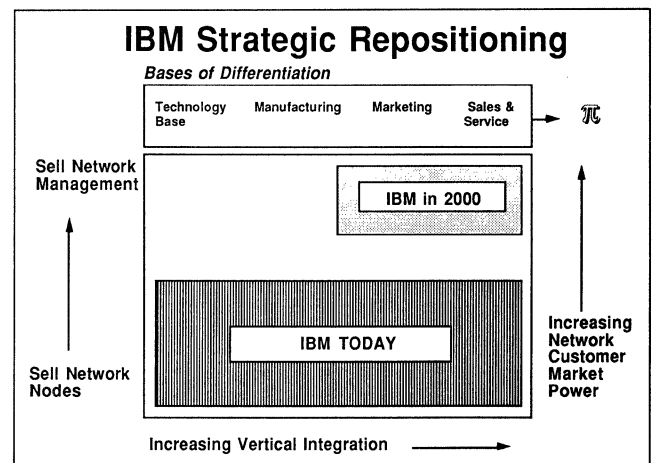 IBM Strategic Repositioning
Bases of Differentiation
Technology
Base
Manufacturing
Marketing
Sales &
Service
π
Sell Network
Management
IBM in 2000
IBM TODAY
Sell Network
Nodes
Increasing
Network
Customer
Market
Power
Increasing Vertical Integration